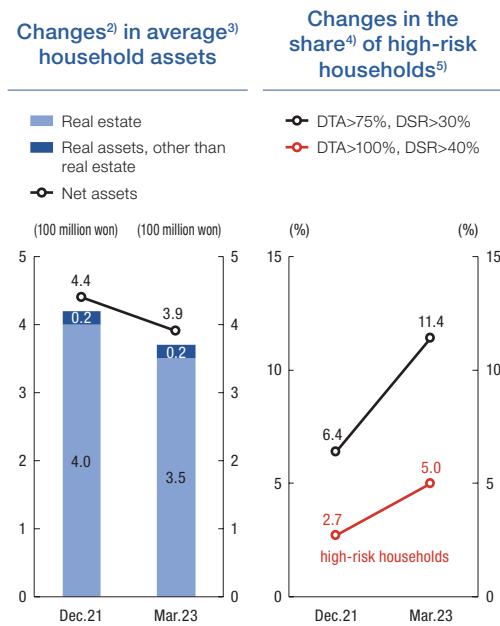 Changes2) in average3)
household assets
Real estate
Real assets, other than
real estate
Net assets
(100 million won)
(100 million won)
5
5
4
4
3
3
2
2
1
1
0
0
4.4
3.9
0.2
0.2
4.0
3.5
Dec.21
Mar.23
Changes in the
share4) of high-risk
households5)
DTA>75%, DSR>30%
DTA>100%, DSR>40%
(%)
(%)
15
15
10
10
5
5
0
0
11.4
6.4
5.0
2.7
high-risk households
Dec.21
Mar.23